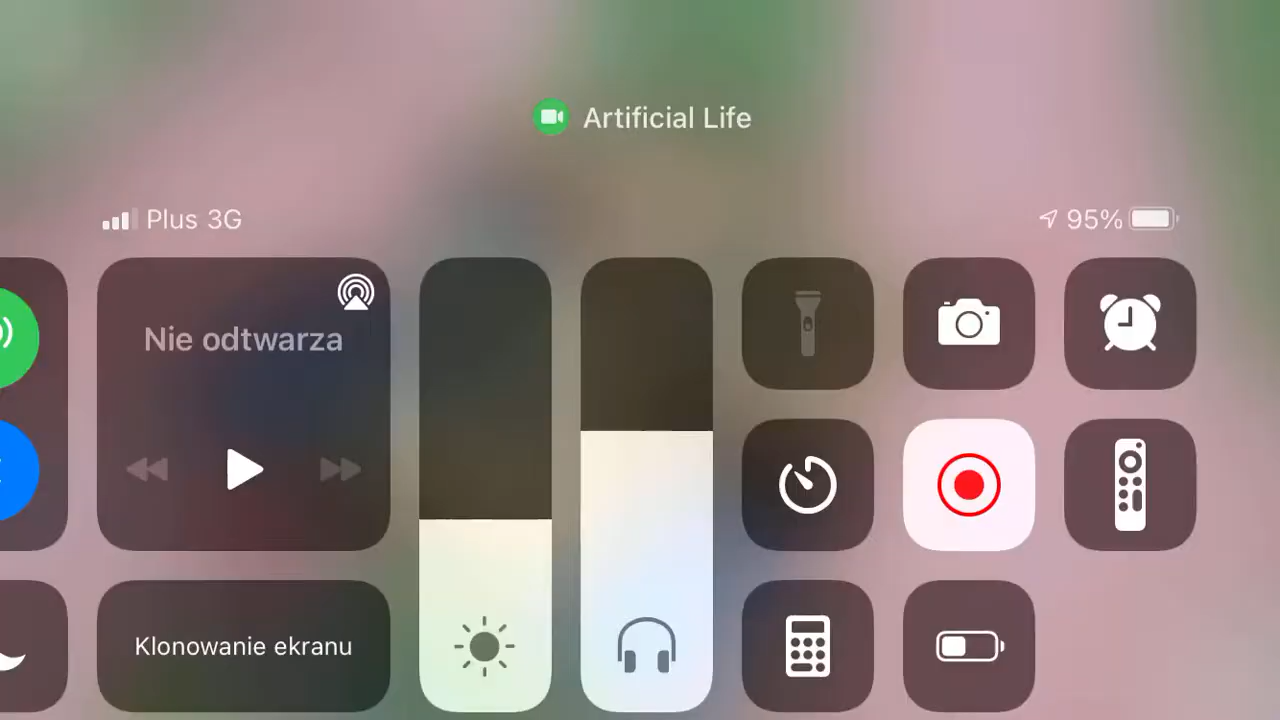 Artificial Life
Plus 3G
95%
Nie odtwarza
Klonowanie ekranu